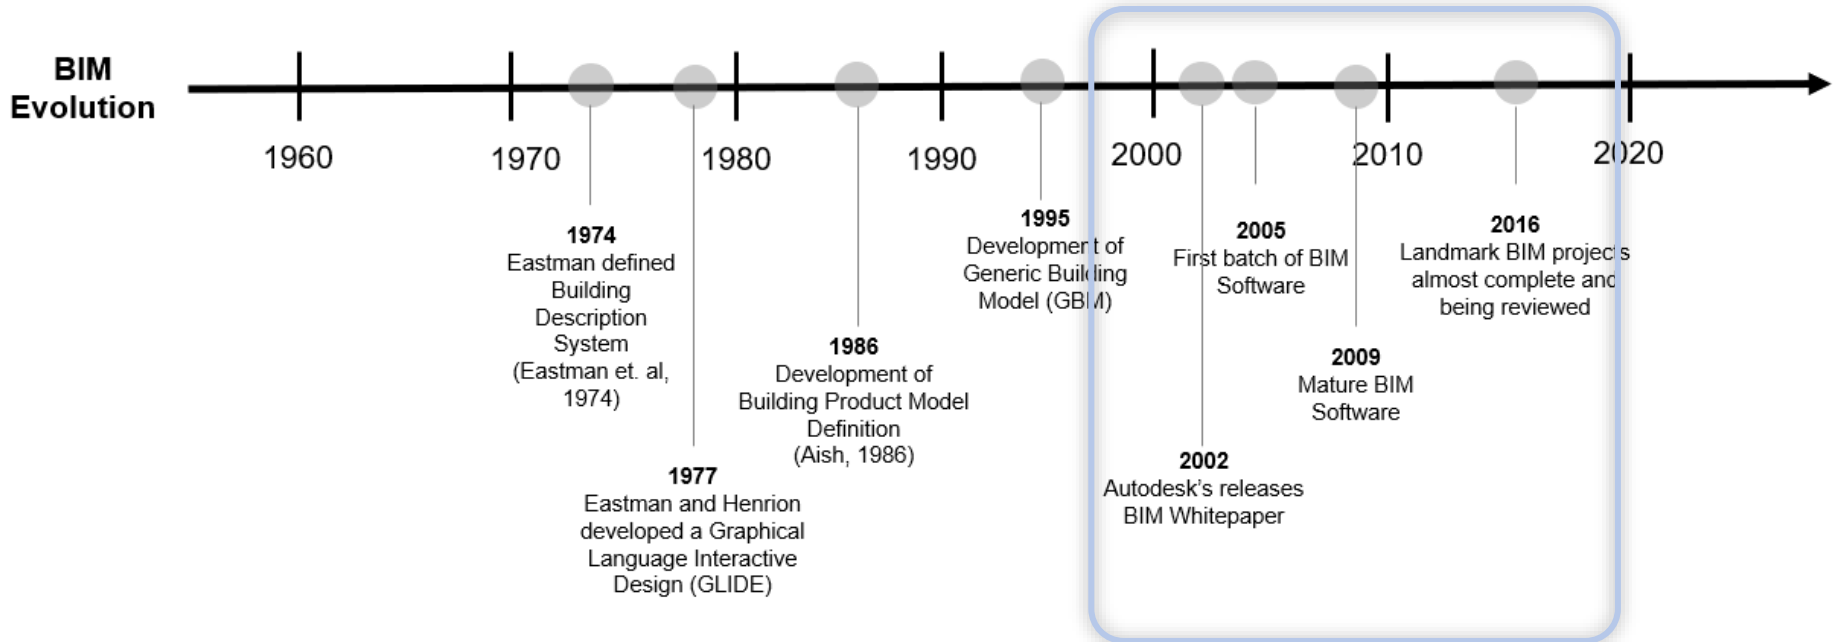 BIM
Evolution
1960
1970
1980
1990
2000
2010
2020
1974
Eastman defined
Building
Description
System
(Eastman et. al,
1974)
1977
Eastman and Henrion
developed a Graphical
Language Interactive
Design (GLIDE)
1986
Development of
Building Product Model
Definition
(Aish, 1986)
1995
Development of
Generic Building
Model (GBM)
2002
Autodesk’s releases
BIM Whitepaper
2005
First batch of BIM
Software
2009
Mature BIM
Software
2016
Landmark BIM projects
almost complete and
being reviewed